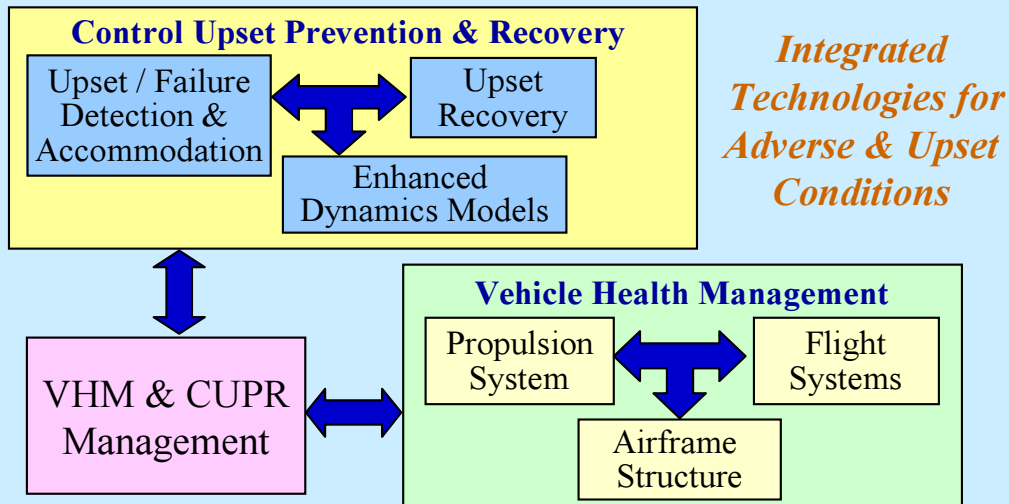 Control Upset Prevention & Recovery
Upset / Failure
Detection &
Accommodation
Upset
Recovery
Enhanced
Dynamics Models
Integrated
Technologies for
Adverse & Upset
Conditions
VHM & CUPR
Management
Vehicle Health Management
Propulsion
System
Flight
Systems
Airframe
Structure